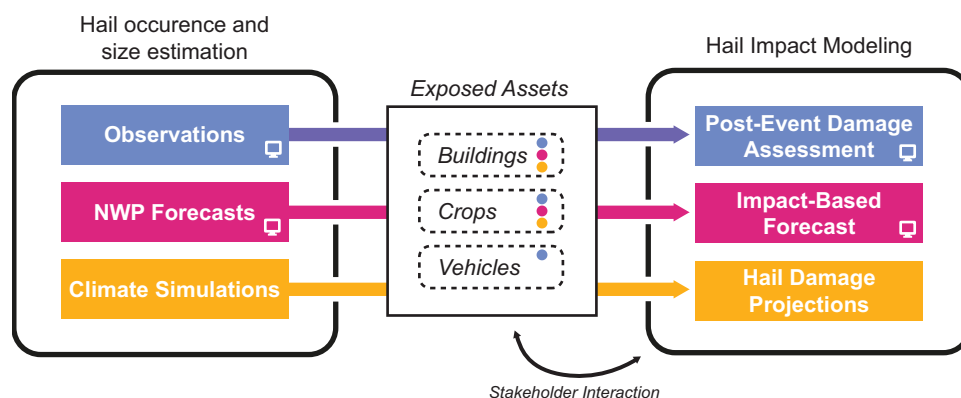 Hail occurence and
size estimation
Observations
NWP Forecasts
Climate Simulations
Exposed Assets
Buildings
Crops
Vehicles
Stakeholder Interaction
Hail Impact Modeling
Post-Event Damage
Assessment
Impact-Based
Forecast
Hail Damage
Projections